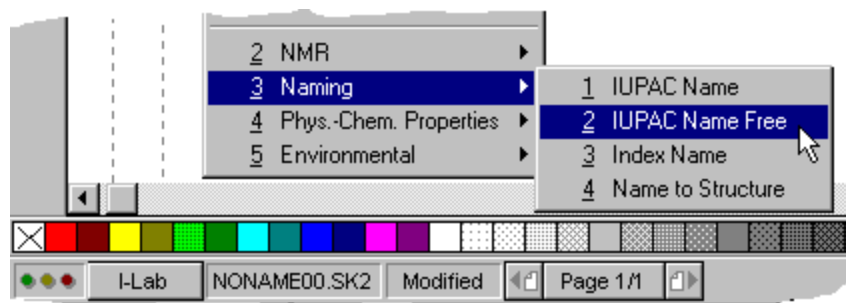 2 NMR
3 Naming
4 Phys.-Chem. Properties
5 Environmental
1 IUPAC Name
2 IUPAC Name Free
3 Index Name
4 Name to Structure
I-Lab NONAME00.SK2 Modified Page 1/1